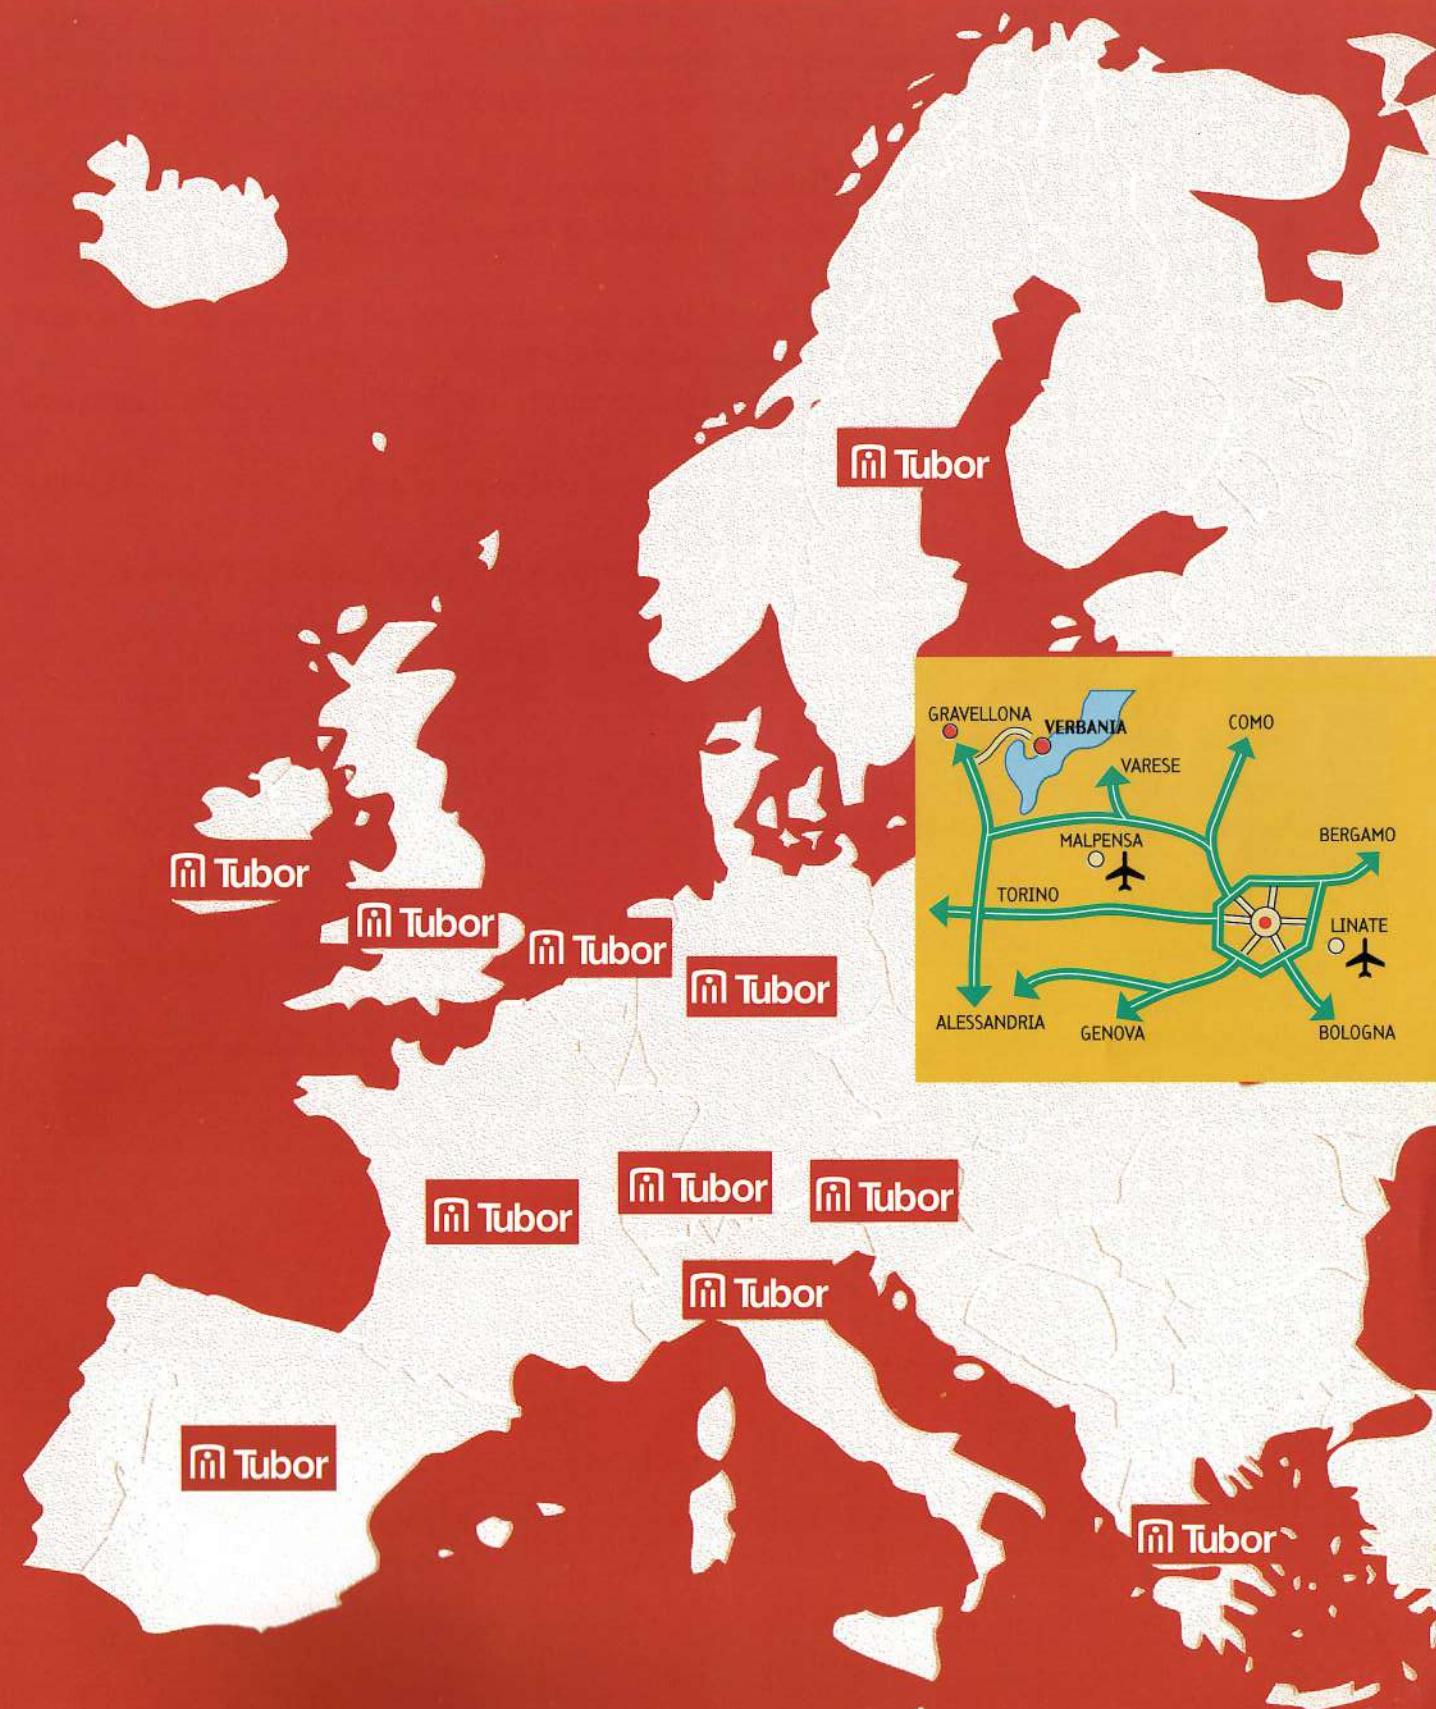 Tubor
GRAVELLONA
VERBANIA
COMO
VARESE
BERGAMO
MALPENSA
TORINO
LINATE
ALESSANDRIA
GENOVA
BOLOGNA
Tubor
Tubor
Tubor
Tubor
Tubor
Tubor
Tubor
Tubor
Tubor
Tubor